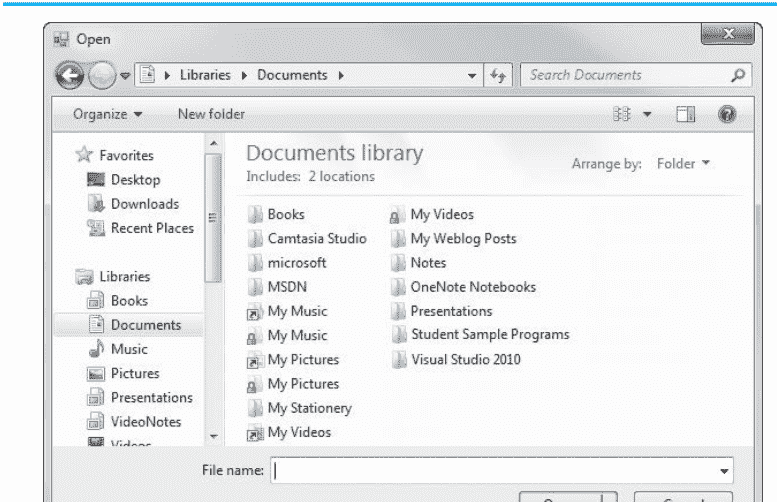 Open
Libraries Documents
Search Documents
Organize
New folder
Favorites
Desktop
Downloads
Recent Places
Libraries
Books
Documents
Music
Pictures
Presentations
VideoNotes
Videos
Documents library
Includes: 2 locations
Arrange by: Folder
Books
Camtasia Studio
microsoft
MSDN
My Music
My Music
My Pictures
My Pictures
My Stationery
My Videos
My Videos
My Weblog Posts
Notes
OneNote Notebooks
Presentations
Student Sample Programs
Visual Studio 2010
File name: